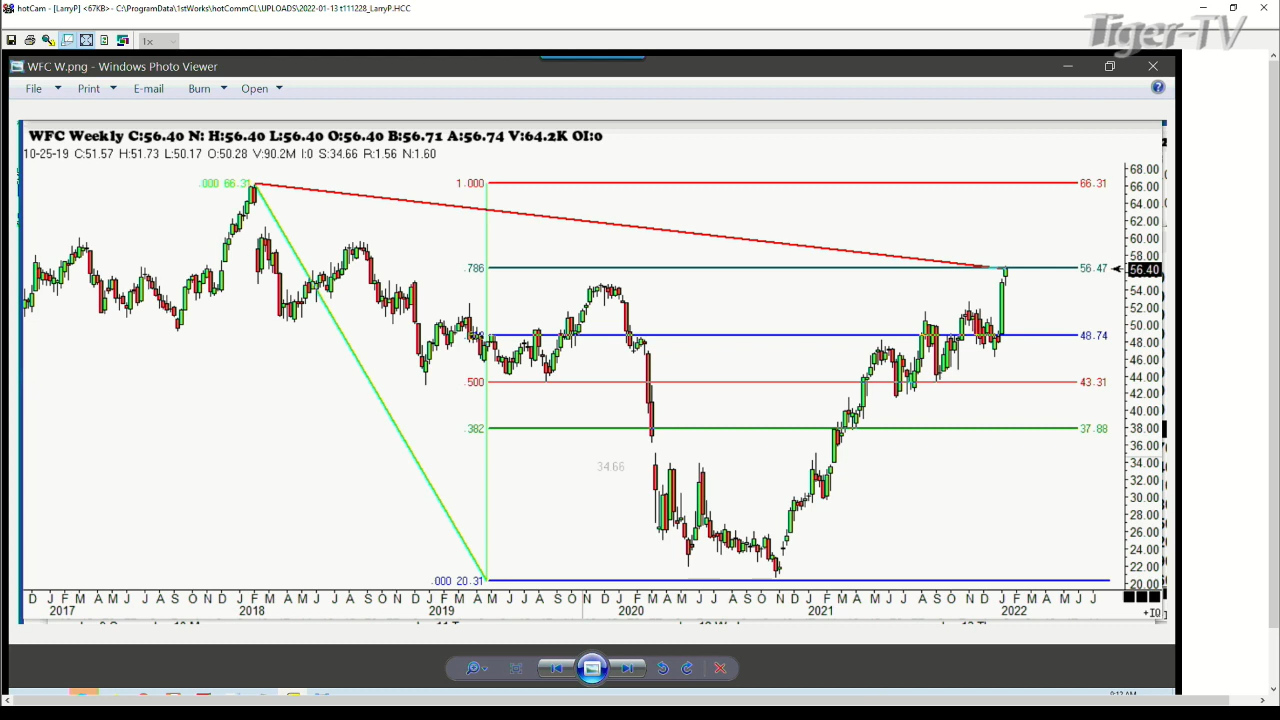 hotCam - [LarryP] <67KB> - C:\ProgramData\1stWorks\hotCommCL\UPLOADS\2022-01-13 t111228_LarryP.HCC
Tiger-TV
1x
WFC W.png - Windows Photo Viewer
File Print E-mail Burn Open
WFC Weekly C:56.40 N: H:56.40 L:56.40 O:56.40 B:56.71 A:56.74 V:64.2K OI:0
10-25-19 C:51.57 H:51.73 L:50.17 O:50.28 V:90.2M I:0 S:34.66 R:1.56 N:1.60
68.00
.000 66.31 1.000 66.31 66.00
64.00
62.00
60.00
58.00
.786 56.47 56.40
54.00
52.00
50.00
48.74 48.00
46.00
44.00
.500 43.31
42.00
40.00
.382 37.88 38.00
36.00
34.66 34.00
32.00
30.00
28.00
26.00
24.00
22.00
.000 20.31 20.00
D F M A M J J A S O N D J F M A M J J A S O N D J F M A M J J A S O N D J F M A M J J A S O N D J F M A M J J A S O N D J F M A M J J
2017 2018 2019 2020 2021 2022 +IQ
9:13 AM